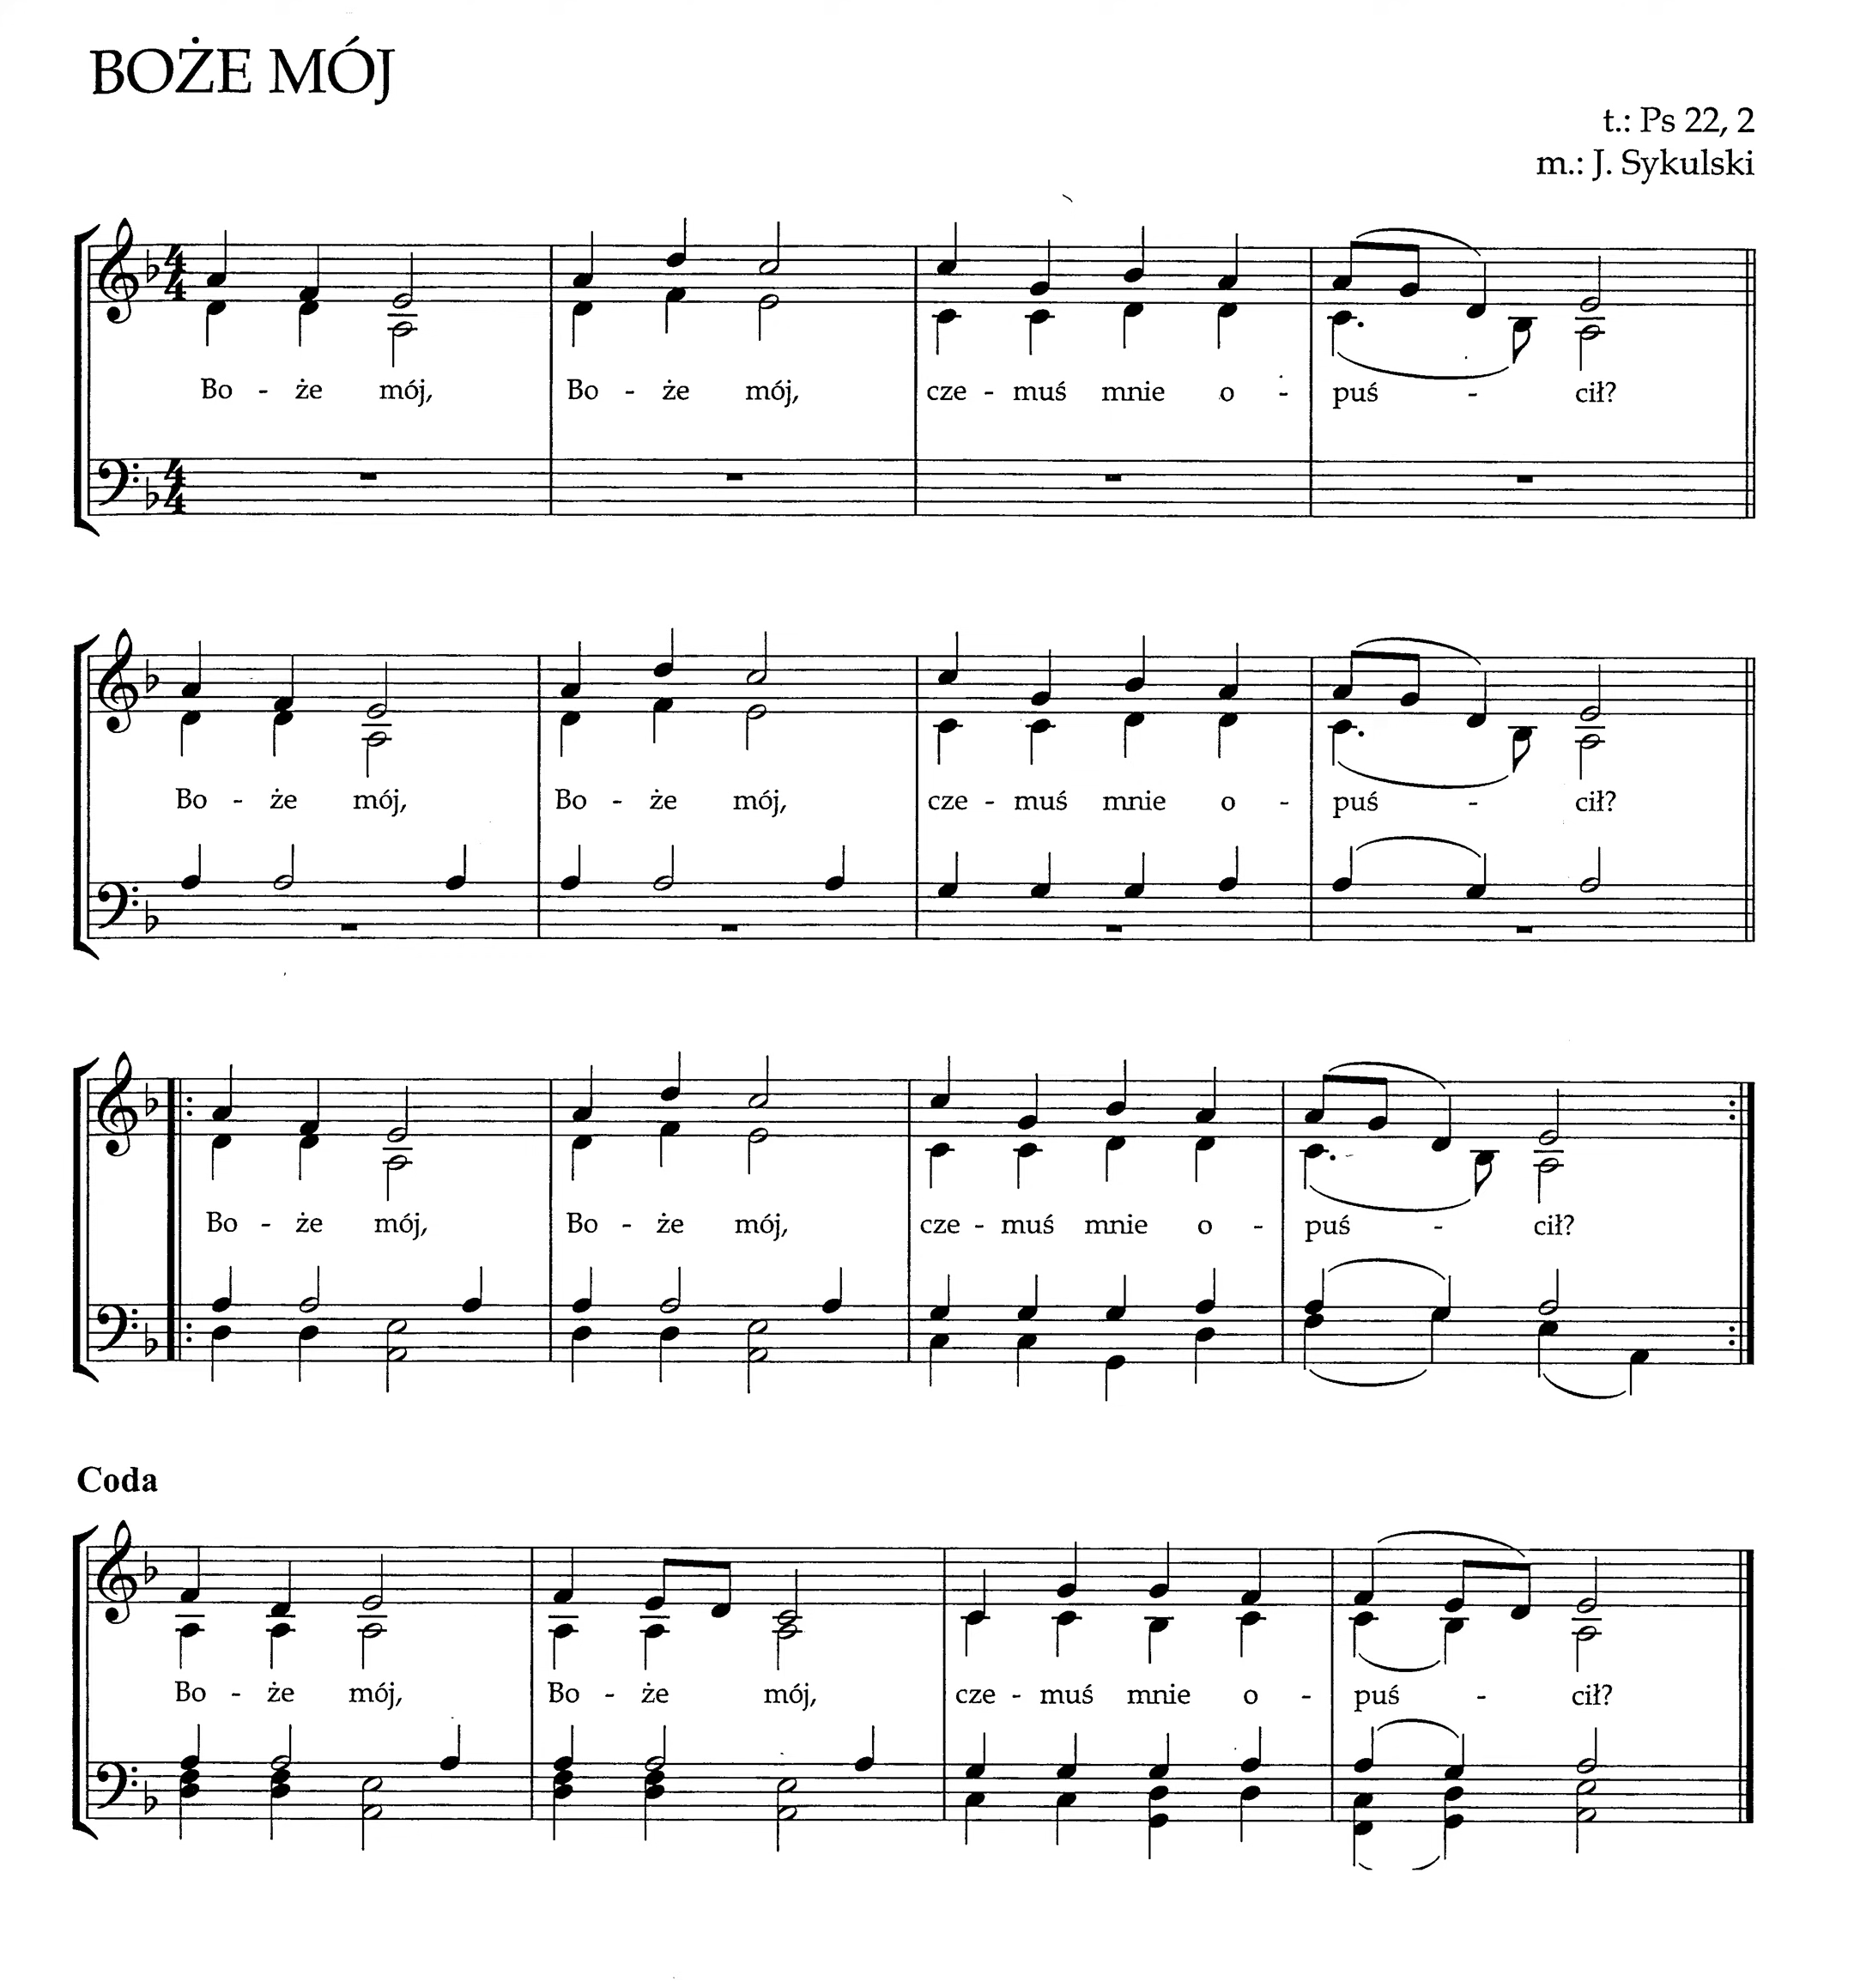 BOŻE MÓJ
t.: Ps 22, 2
m.: J. Sykulski
Bo - że mój, Bo - że mój, cze - muś mnie o - puś - cił?
Bo - że mój, Bo - że mój, cze - muś mnie o - puś - cił?
Bo - że mój, Bo - że mój, cze - muś mnie o - puś - cił?
Coda
Bo - że mój, Bo - że mój, cze - muś mnie o - puś - cił?